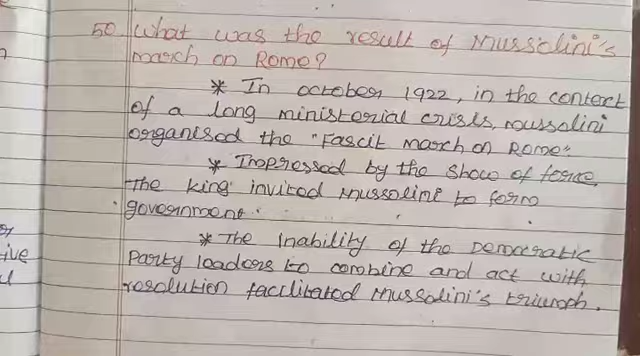 50. What was the result of Mussolini's
march on Rome?
* In october 1922, in the context
of a long ministerial crisis, mussolini
organised the "Fascit march on Rome"
* Impressed by the show of force,
the king invited Mussolini to form
government.
* The inability of the Democratic
Party leaders to combine and act with
resolution facilitated Mussolini's triumph.
ive